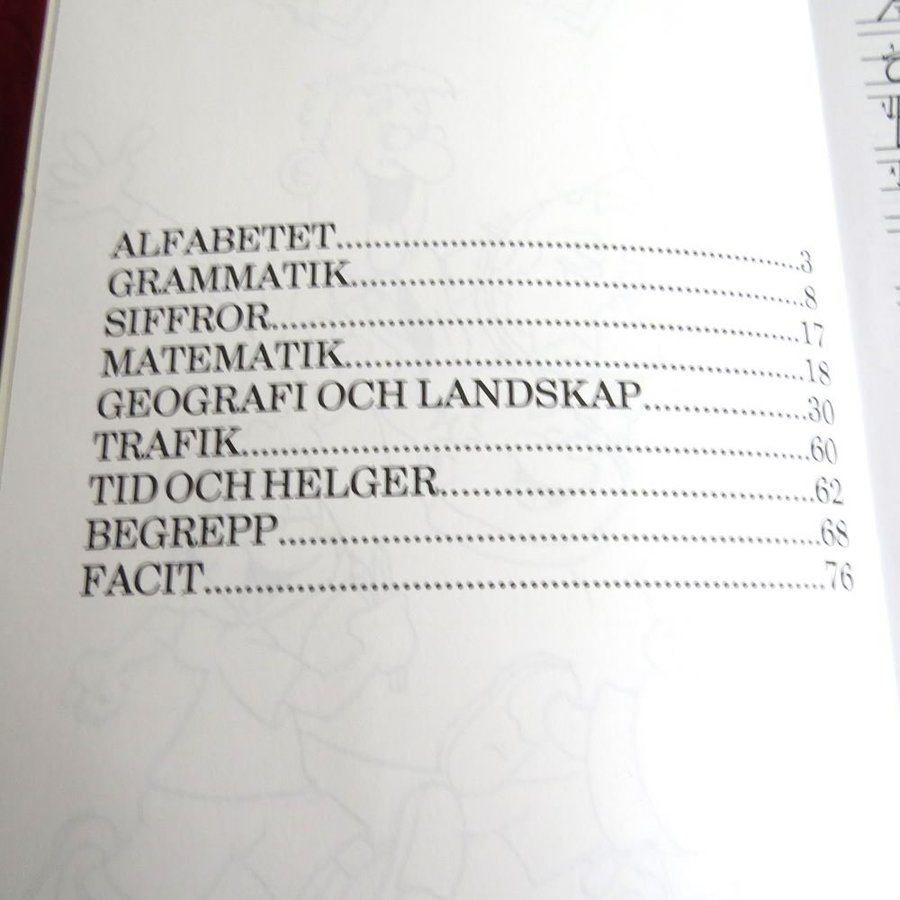 ALFABETET..........3
GRAMMATIK..........8
SIFFROR..........17
MATEMATIK..........18
GEOGRAFI OCH LANDSKAP..........30
TRAFIK..........60
TID OCH HELGER..........62
BEGREPP..........68
FACIT..........76